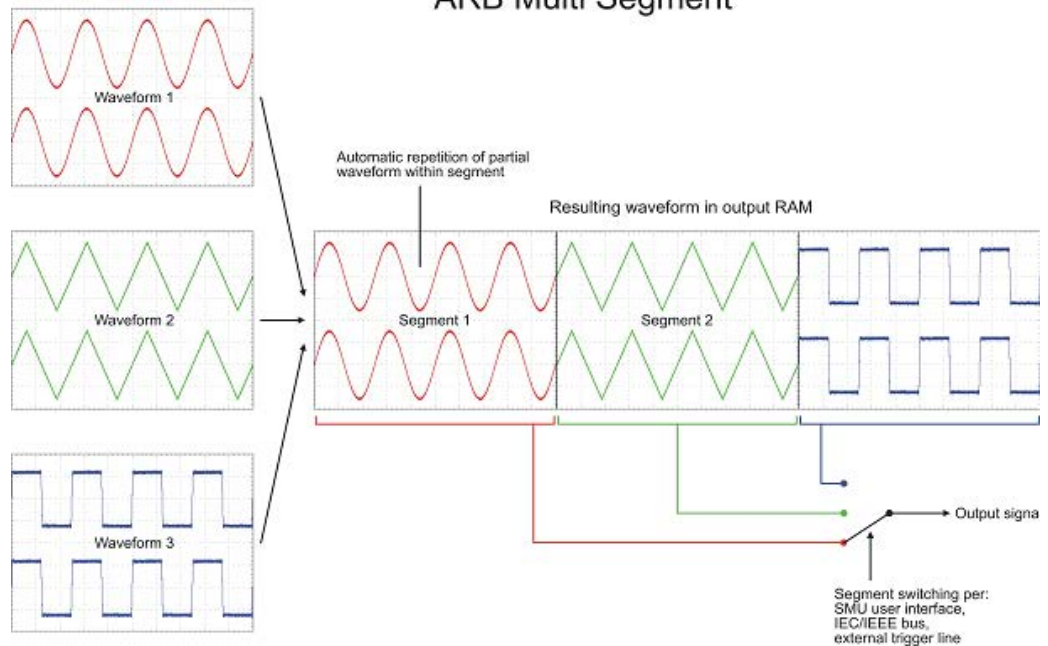 ARB Multi Segment
Waveform 1
Automatic repetition of partial
waveform within segment
Resulting waveform in output RAM
Waveform 2
Segment 1
Segment 2
Waveform 3
Output signa
Segment switching per:
SMU user interface,
IEC/IEEE bus,
external trigger line